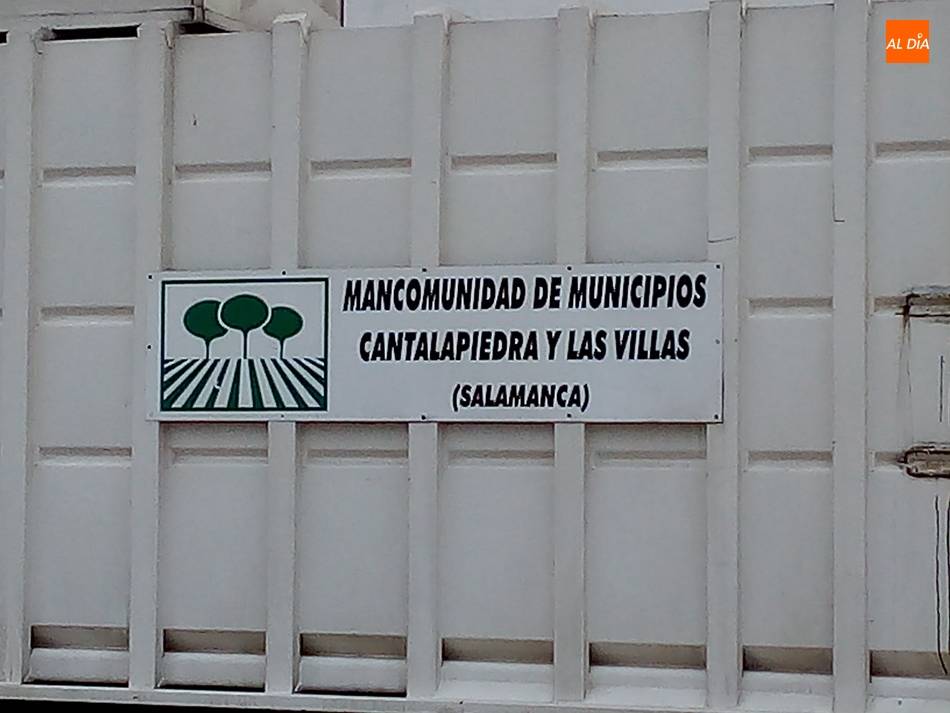 AL DÍA
MANCOMUNIDAD DE MUNICIPIOS
CANTALAPIEDRA Y LAS VILLAS
(SALAMANCA)